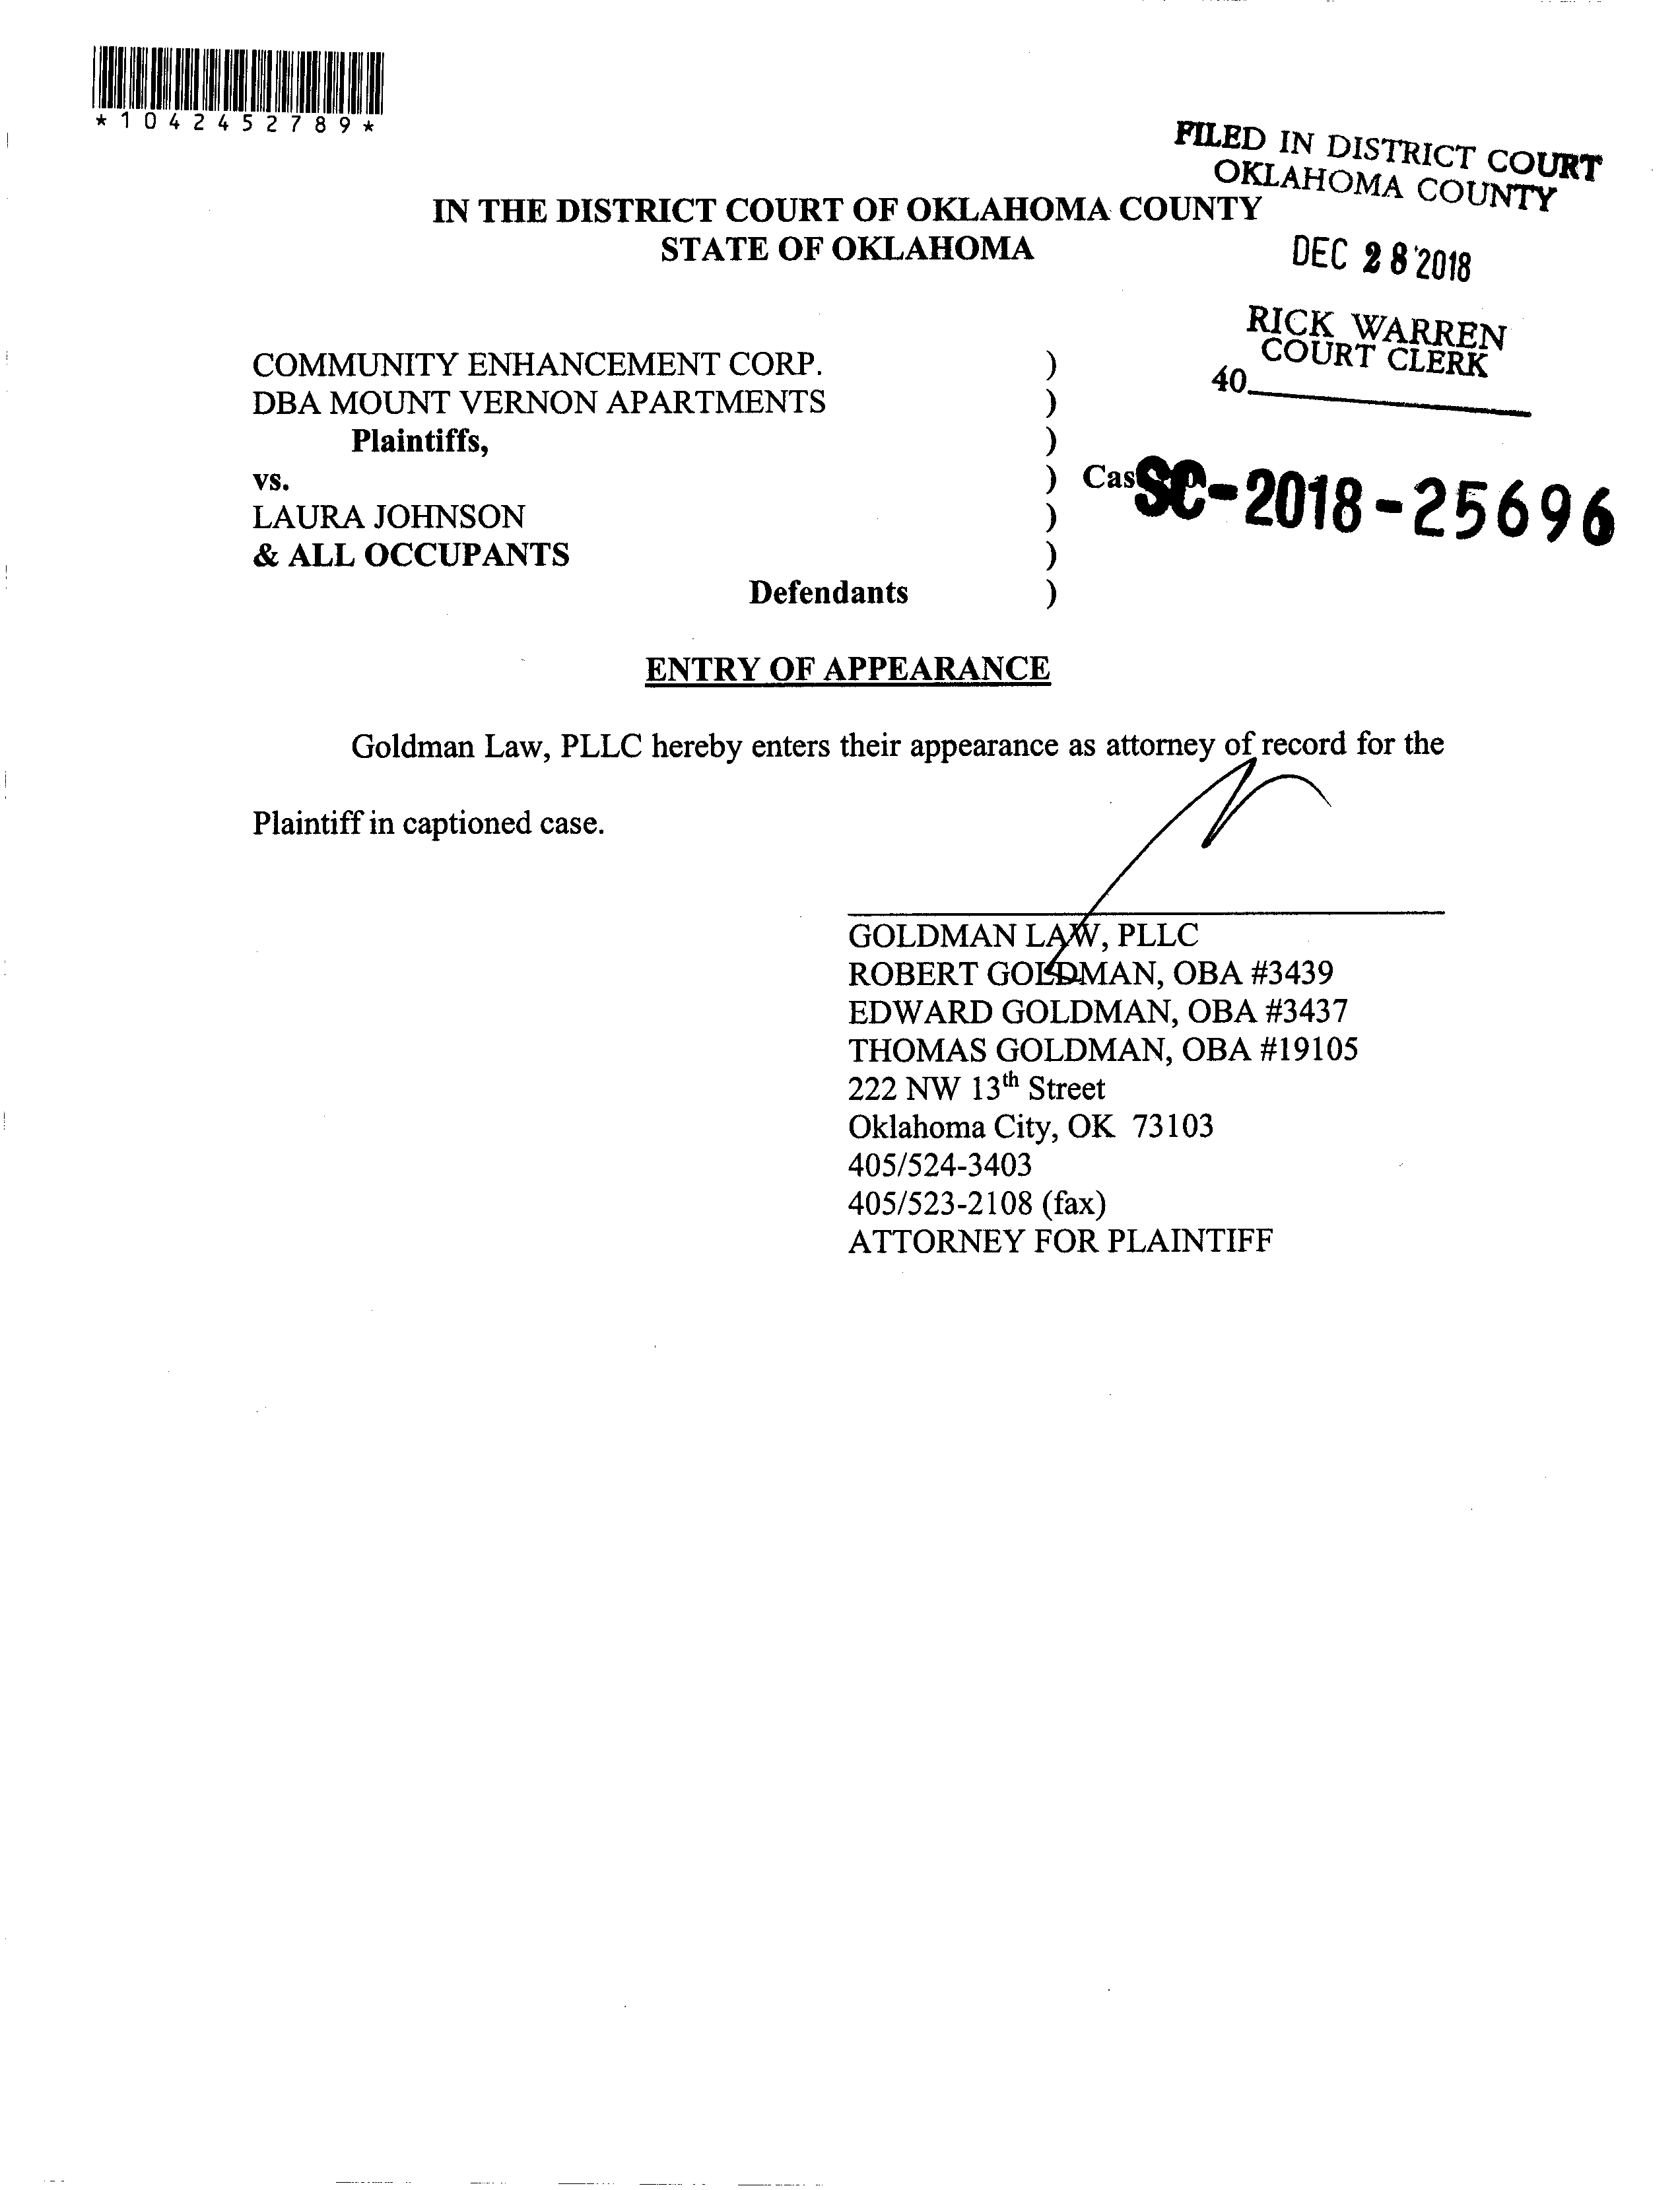 *1042452789*
FILED IN DISTRICT COURT
OKLAHOMA COUNTY
IN THE DISTRICT COURT OF OKLAHOMA COUNTY
STATE OF OKLAHOMA
DEC 28 2018
RICK WARREN
COURT CLERK
40
COMMUNITY ENHANCEMENT CORP. )
DBA MOUNT VERNON APARTMENTS )
Plaintiffs, )
vs. ) Cas SC-2018-25696
LAURA JOHNSON )
& ALL OCCUPANTS )
Defendants )
ENTRY OF APPEARANCE
Goldman Law, PLLC hereby enters their appearance as attorney of record for the
Plaintiff in captioned case.
GOLDMAN LAW, PLLC
ROBERT GOLDMAN, OBA #3439
EDWARD GOLDMAN, OBA #3437
THOMAS GOLDMAN, OBA #19105
222 NW 13th Street
Oklahoma City, OK 73103
405/524-3403
405/523-2108 (fax)
ATTORNEY FOR PLAINTIFF